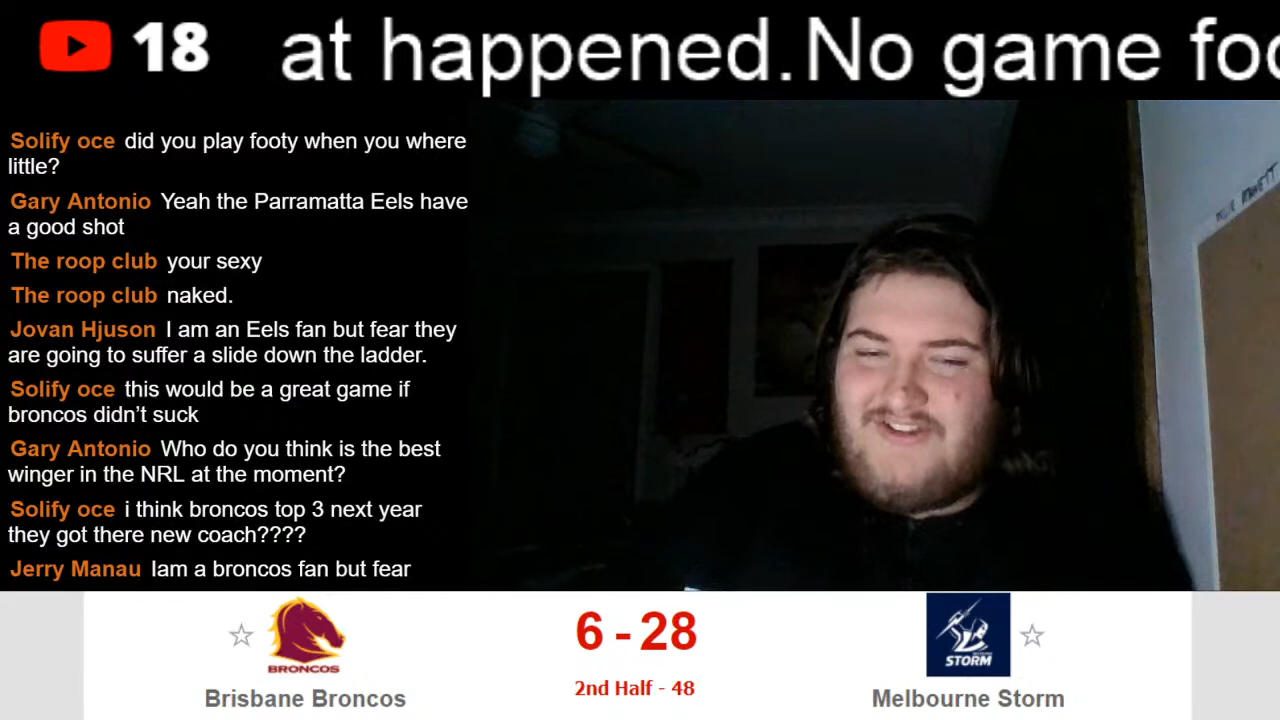 18
at happened.No game foo
Solify oce did you play footy when you where
little?
Gary Antonio Yeah the Parramatta Eels have
a good shot
The roop club your sexy
The roop club naked.
Jovan Hjuson I am an Eels fan but fear they
are going to suffer a slide down the ladder.
Solify oce this would be a great game if
broncos didn't suck
Gary Antonio Who do you think is the best
winger in the NRL at the moment?
Solify oce i think broncos top 3 next year
they got there new coach????
Jerry Manau Iam a broncos fan but fear
BRONCOS
Brisbane Broncos
6 - 28
2nd Half - 48
STORM
Melbourne Storm